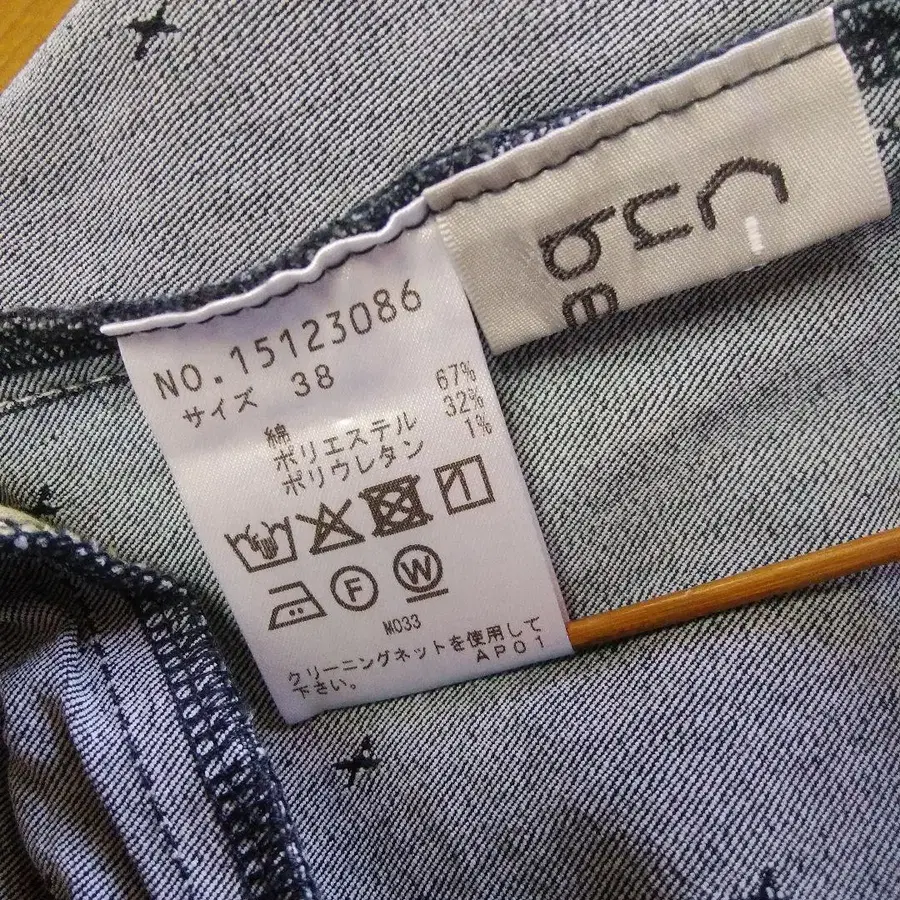 NO.15123086
サイズ 38
綿 67%
ポリエステル 32%
ポリウレタン 1%
F W
M033
クリーニングネットを使用して
下さい。 AP01